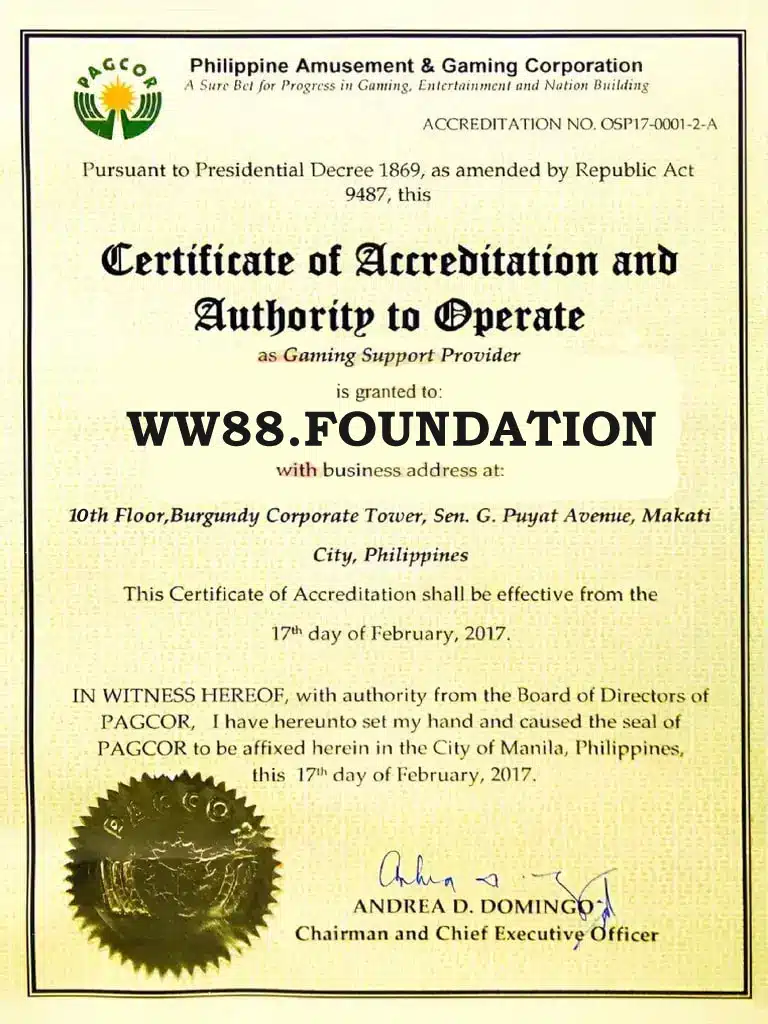 PAGCOR
Philippine Amusement & Gaming Corporation
A Sure Bet for Progress in Gaming, Entertainment and Nation Building
ACCREDITATION NO. OSP17-0001-2-A
Pursuant to Presidential Decree 1869, as amended by Republic Act
9487, this
Certificate of Accreditation and
Authority to Operate
as Gaming Support Provider
is granted to:
WW88.FOUNDATION
with business address at:
10th Floor,Burgundy Corporate Tower, Sen. G. Puyat Avenue, Makati
City, Philippines
This Certificate of Accreditation shall be effective from the
17th day of February, 2017.
IN WITNESS HEREOF, with authority from the Board of Directors of
PAGCOR, I have hereunto set my hand and caused the seal of
PAGCOR to be affixed herein in the City of Manila, Philippines,
this 17th day of February, 2017.
PAGCOR
ANDREA D. DOMINGO
Chairman and Chief Executive Officer